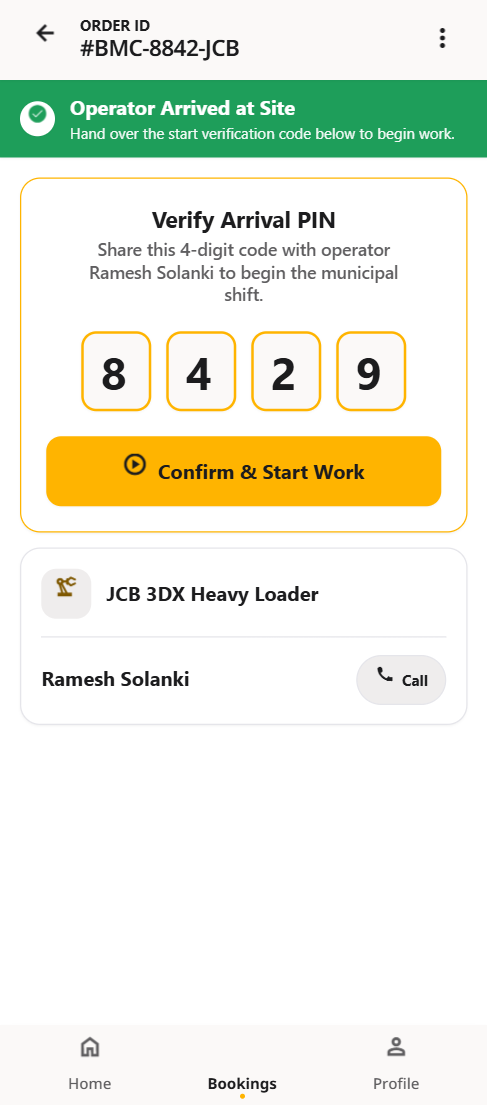 ORDER ID
#BMC-8842-JCB
Operator Arrived at Site
Hand over the start verification code below to begin work.
Verify Arrival PIN
Share this 4-digit code with operator
Ramesh Solanki to begin the municipal
shift.
8 4 2 9
Confirm & Start Work
JCB 3DX Heavy Loader
Ramesh Solanki
Call
Home Bookings Profile